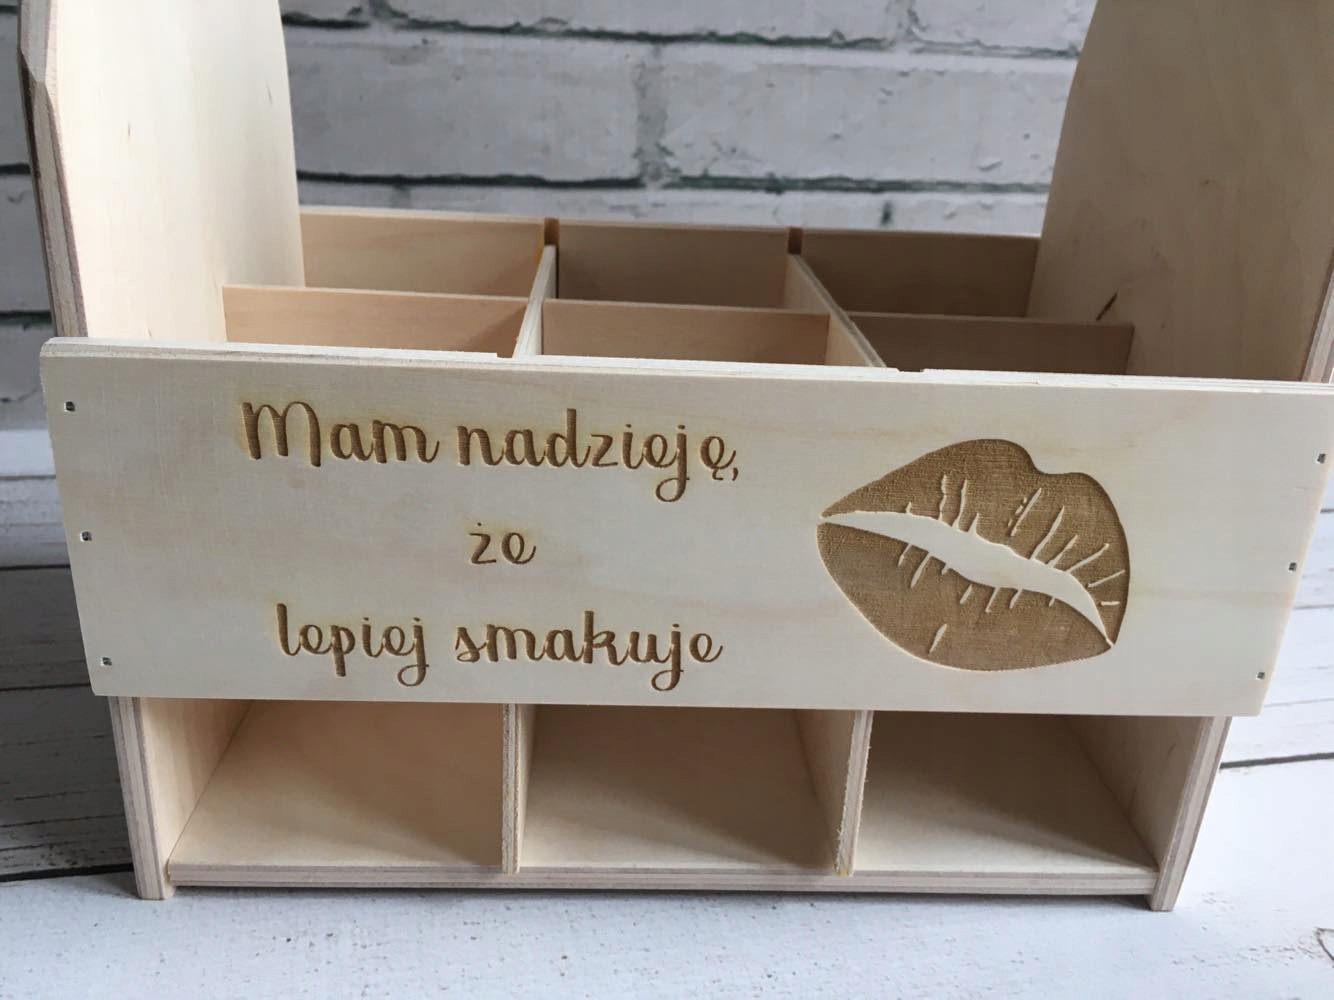 Mam nadzieję,
że
lepiej smakuje